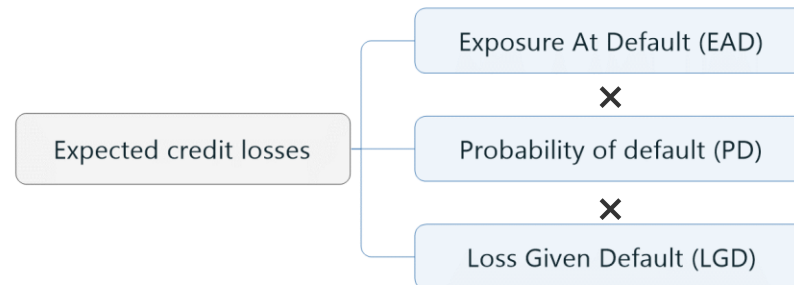 Exposure At Default (EAD)
×
Expected credit losses
Probability of default (PD)
×
Loss Given Default (LGD)